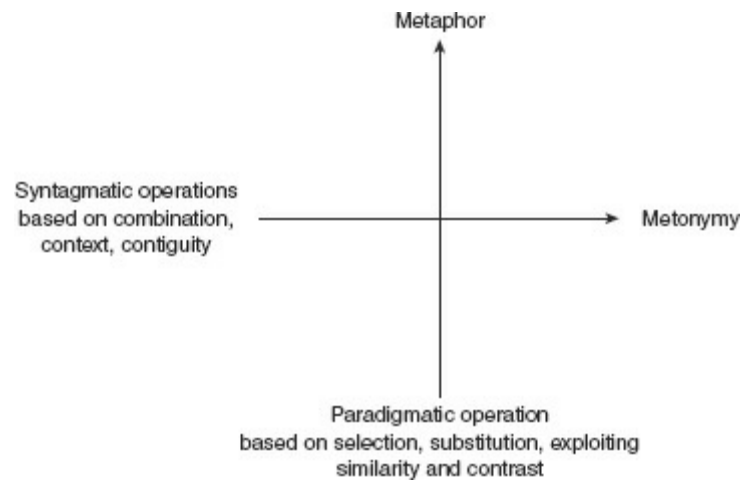 Metaphor
Syntagmatic operations
based on combination,
context, contiguity
Metonymy
Paradigmatic operation
based on selection, substitution, exploiting
similarity and contrast